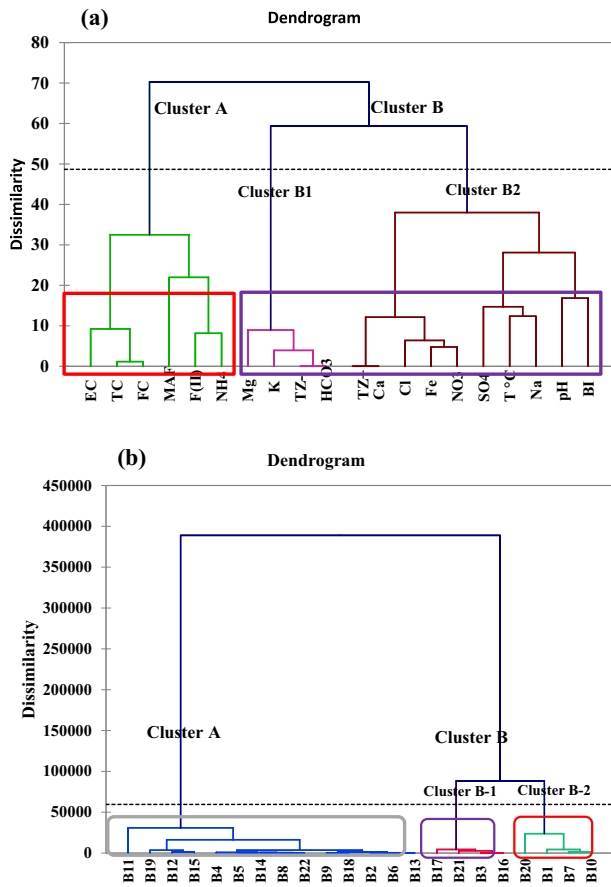 (a)
Dendrogram
80
70
60
50
40
30
20
10
0
Dissimilarity
Cluster A
Cluster B
Cluster B1
Cluster B2
EC
TC
FC
MAF
F(II)
NH4
Mg
K
TZ-
HCO3
TZ-
Ca
Cl
Fe
NO3
SO4
T °C
Na
pH
BI
(b)
Dendrogram
450000
400000
350000
300000
250000
200000
150000
100000
50000
0
Dissimilarity
Cluster A
Cluster B
Cluster B-1
Cluster B-2
B11
B19
B12
B15
B4
B5
B14
B8
B22
B9
B18
B2
B6
B13
B17
B21
B3
B16
B20
B1
B7
B10